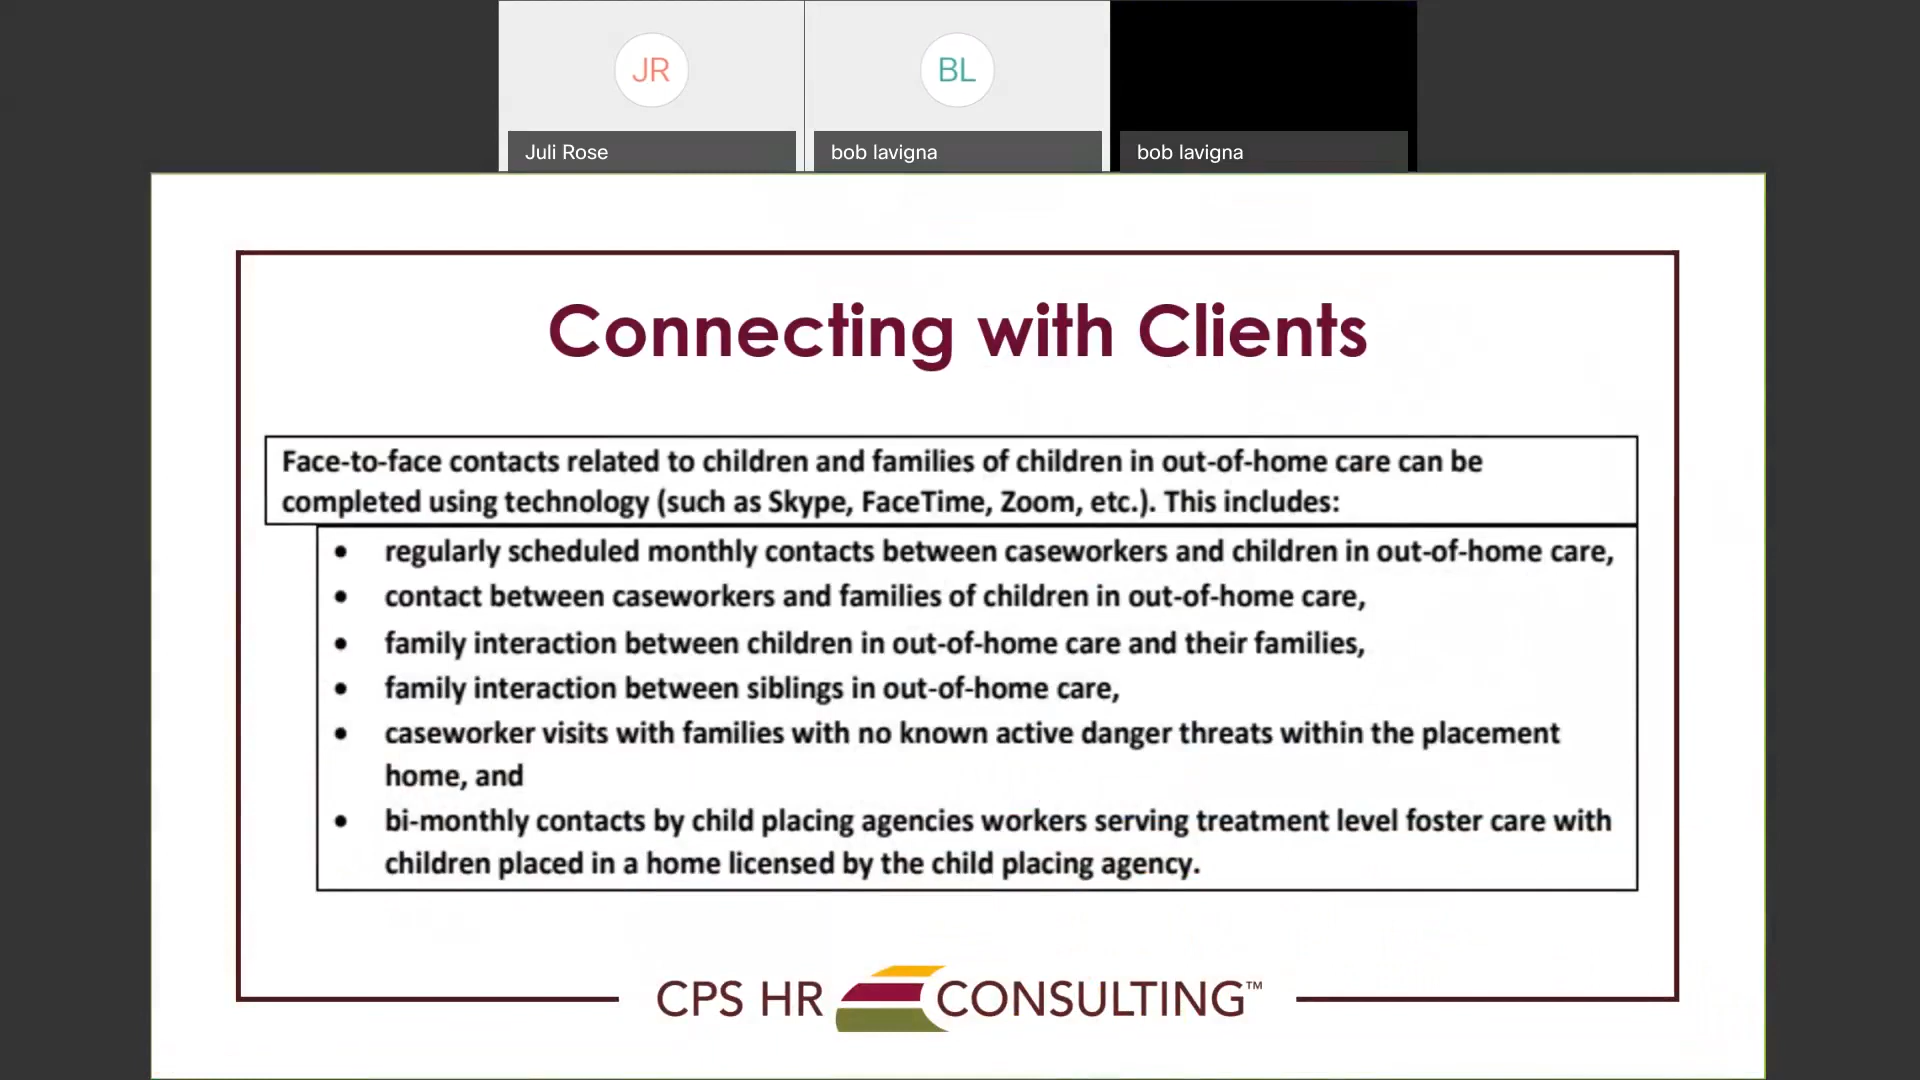 JR
BL
Juli Rose
bob lavigna
bob lavigna
Connecting with Clients
Face-to-face contacts related to children and families of children in out-of-home care can be
completed using technology (such as Skype, FaceTime, Zoom, etc.). This includes:
• regularly scheduled monthly contacts between caseworkers and children in out-of-home care,
• contact between caseworkers and families of children in out-of-home care,
• family interaction between children in out-of-home care and their families,
• family interaction between siblings in out-of-home care,
• caseworker visits with families with no known active danger threats within the placement
home, and
• bi-monthly contacts by child placing agencies workers serving treatment level foster care with
children placed in a home licensed by the child placing agency.
CPS HR CONSULTING™